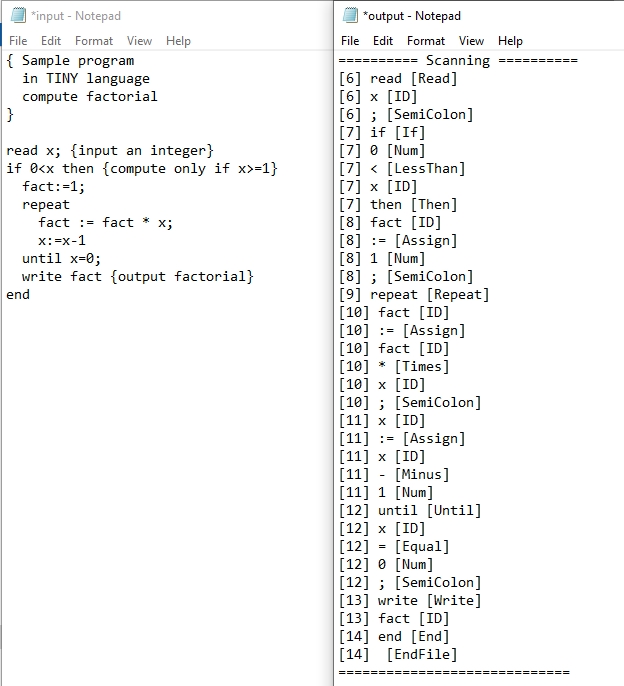 *input - Notepad
File Edit Format View Help
{ Sample program
  in TINY language
  compute factorial
}

read x; {input an integer}
if 0<x then {compute only if x>=1}
  fact:=1;
  repeat
    fact := fact * x;
    x:=x-1
  until x=0;
  write fact {output factorial}
end
*output - Notepad
File Edit Format View Help
========== Scanning ==========
[6] read [Read]
[6] x [ID]
[6] ; [SemiColon]
[7] if [If]
[7] 0 [Num]
[7] < [LessThan]
[7] x [ID]
[7] then [Then]
[8] fact [ID]
[8] := [Assign]
[8] 1 [Num]
[8] ; [SemiColon]
[9] repeat [Repeat]
[10] fact [ID]
[10] := [Assign]
[10] fact [ID]
[10] * [Times]
[10] x [ID]
[10] ; [SemiColon]
[11] x [ID]
[11] := [Assign]
[11] x [ID]
[11] - [Minus]
[11] 1 [Num]
[12] until [Until]
[12] x [ID]
[12] = [Equal]
[12] 0 [Num]
[12] ; [SemiColon]
[13] write [Write]
[13] fact [ID]
[14] end [End]
[14]  [EndFile]
=============================